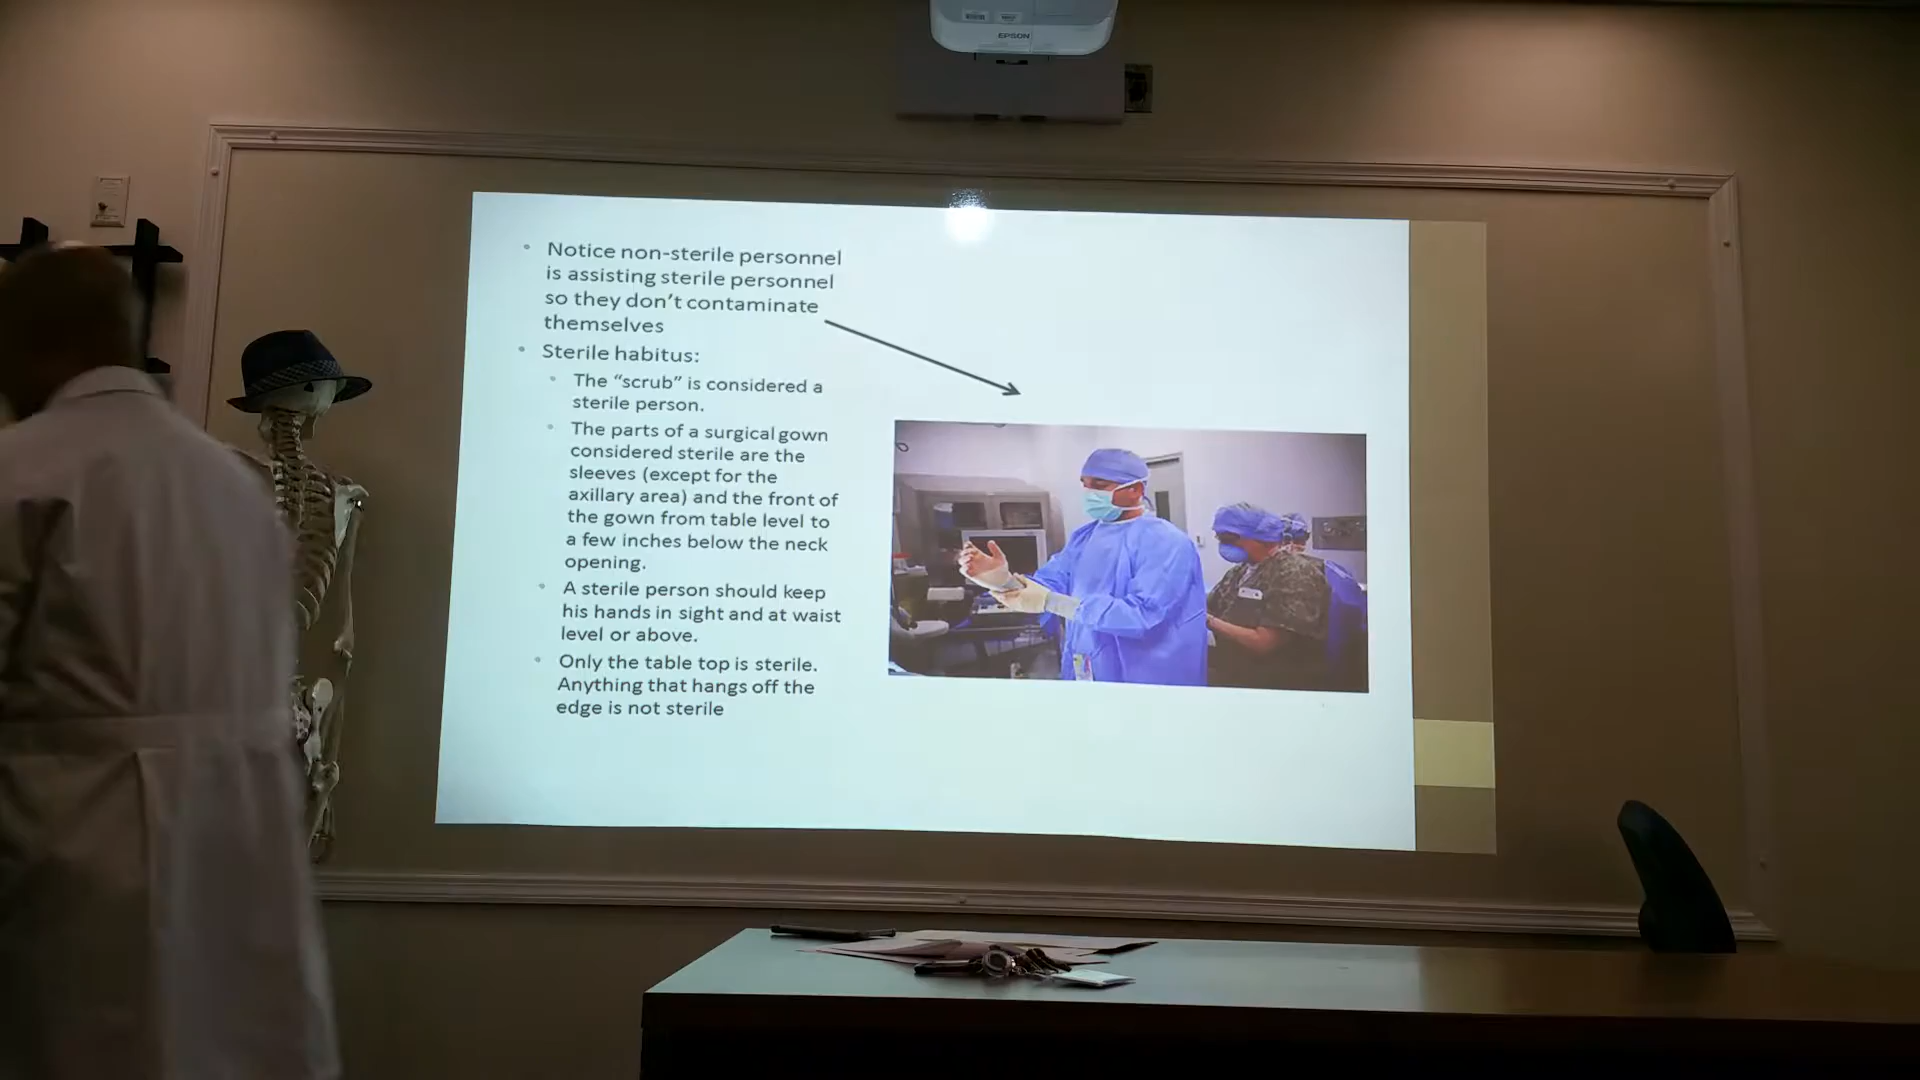 EPSON
• Notice non-sterile personnel
is assisting sterile personnel
so they don't contaminate
themselves
• Sterile habitus:
• The "scrub" is considered a
sterile person.
• The parts of a surgical gown
considered sterile are the
sleeves (except for the
axillary area) and the front of
the gown from table level to
a few inches below the neck
opening.
• A sterile person should keep
his hands in sight and at waist
level or above.
• Only the table top is sterile.
Anything that hangs off the
edge is not sterile